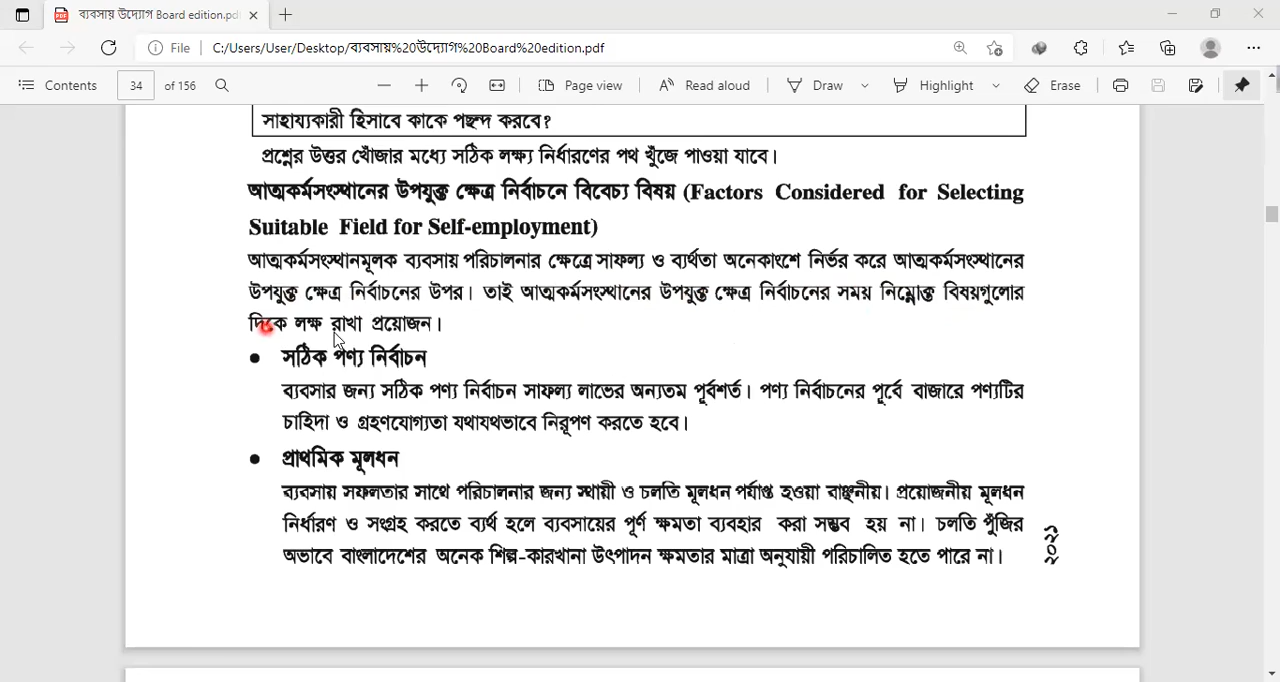 ব্যবসায় উদ্যোগ Board edition.pd
File C:/Users/User/Desktop/ব্যবসায়%20উদ্যোগ%20Board%20edition.pdf
Contents 34 of 156 Page view Read aloud Draw Highlight Erase
সাহায্যকারী হিসাবে কাকে পছন্দ করবে?
প্রশ্নের উত্তর খোঁজার মধ্যে সঠিক লক্ষ্য নির্ধারণের পথ খুঁজে পাওয়া যাবে।
আত্মকর্মসংস্থানের উপযুক্ত ক্ষেত্র নির্বাচনে বিবেচ্য বিষয় (Factors Considered for Selecting
Suitable Field for Self-employment)
আত্মকর্মসংস্থানমূলক ব্যবসায় পরিচালনার ক্ষেত্রে সাফল্য ও ব্যর্থতা অনেকাংশে নির্ভর করে আত্মকর্মসংস্থানের
উপযুক্ত ক্ষেত্র নির্বাচনের উপর। তাই আত্মকর্মসংস্থানের উপযুক্ত ক্ষেত্র নির্বাচনের সময় নিম্নোক্ত বিষয়গুলোর
দিকে লক্ষ রাখা প্রয়োজন।
• সঠিক পণ্য নির্বাচন
ব্যবসার জন্য সঠিক পণ্য নির্বাচন সাফল্য লাভের অন্যতম পূর্বশর্ত। পণ্য নির্বাচনের পূর্বে বাজারে পণ্যটির
চাহিদা ও গ্রহণযোগ্যতা যথাযথভাবে নিরূপণ করতে হবে।
• প্রাথমিক মূলধন
ব্যবসায় সফলতার সাথে পরিচালনার জন্য স্থায়ী ও চলতি মূলধন পর্যাপ্ত হওয়া বাঞ্ছনীয়। প্রয়োজনীয় মূলধন
নির্ধারণ ও সংগ্রহ করতে ব্যর্থ হলে ব্যবসায়ের পূর্ণ ক্ষমতা ব্যবহার করা সম্ভব হয় না। চলতি পুঁজির
অভাবে বাংলাদেশের অনেক শিল্প-কারখানা উৎপাদন ক্ষমতার মাত্রা অনুযায়ী পরিচালিত হতে পারে না।
২০২১